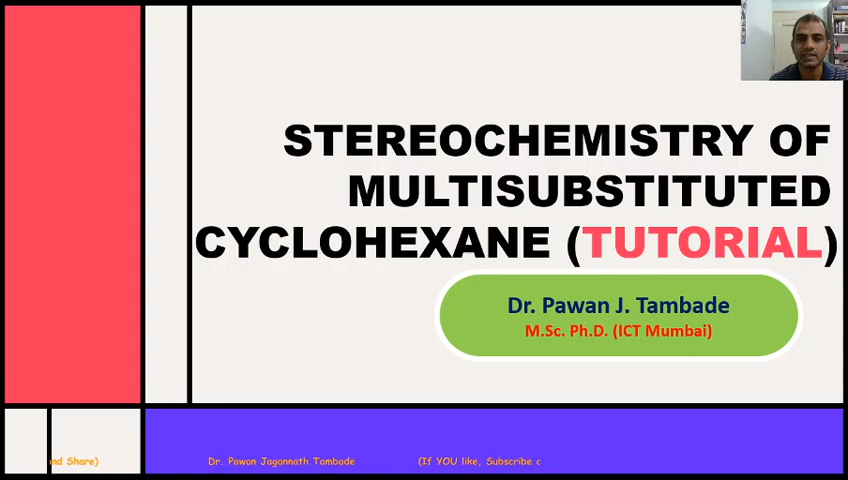 STEREOCHEMISTRY OF
MULTISUBSTITUTED
CYCLOHEXANE (TUTORIAL)
Dr. Pawan J. Tambade
M.Sc. Ph.D. (ICT Mumbai)
nd Share) Dr. Pawan Jagannath Tambade (If YOU like, Subscribe c